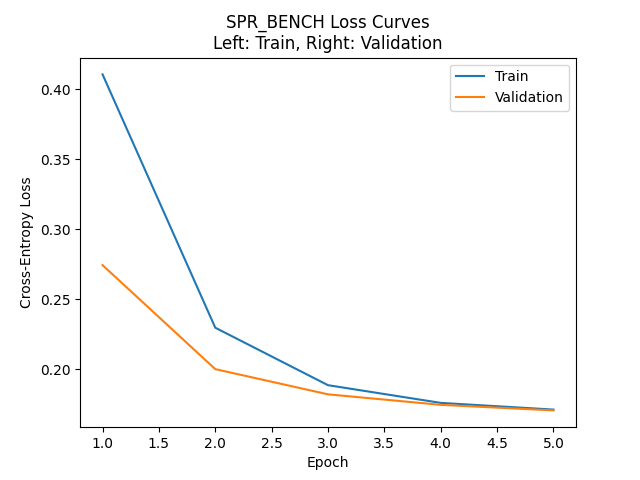 SPR_BENCH Loss Curves
Left: Train, Right: Validation
Train
Validation
Cross-Entropy Loss
0.40
0.35
0.30
0.25
0.20
1.0 1.5 2.0 2.5 3.0 3.5 4.0 4.5 5.0
Epoch